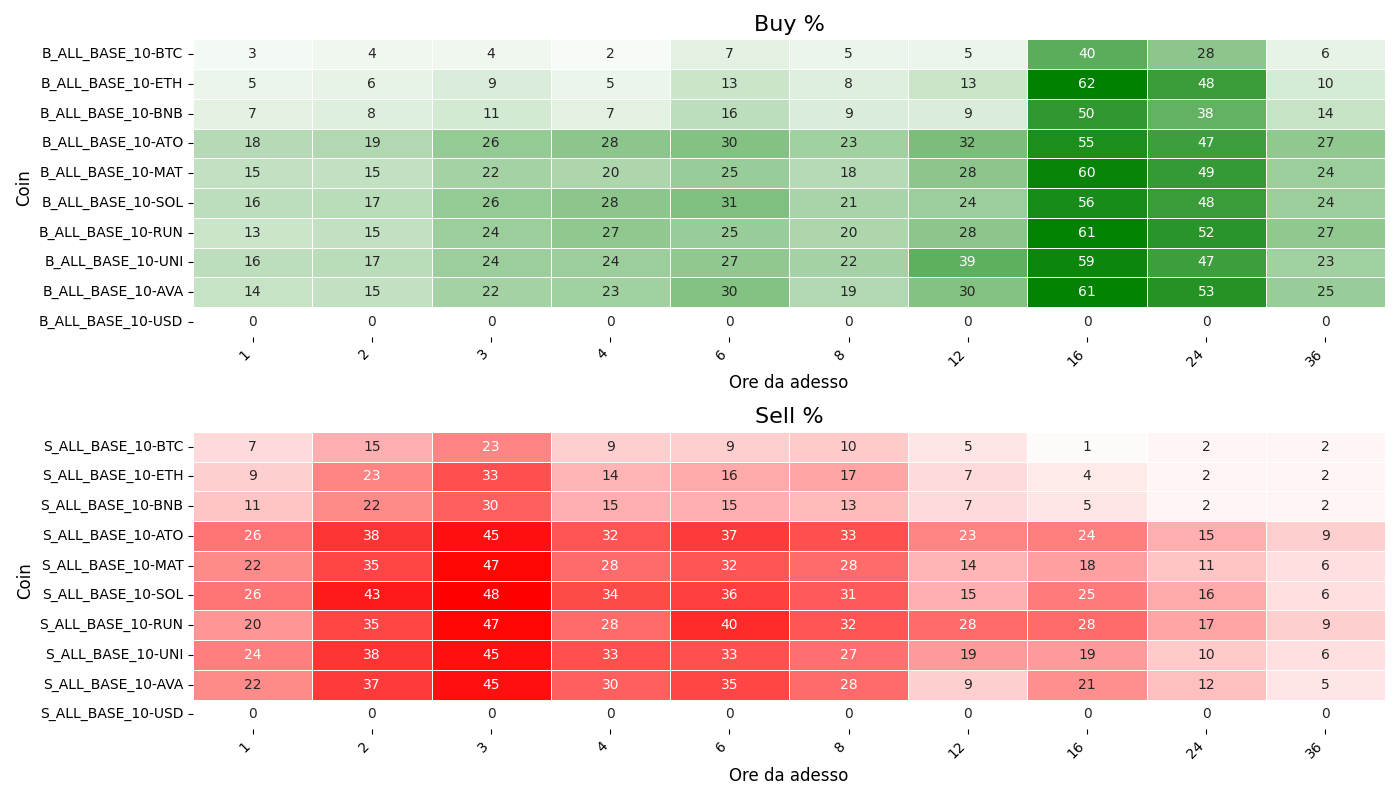 Buy %
Coin
B_ALL_BASE_10-BTC 3 4 4 2 7 5 5 40 28 6
B_ALL_BASE_10-ETH 5 6 9 5 13 8 13 62 48 10
B_ALL_BASE_10-BNB 7 8 11 7 16 9 9 50 38 14
B_ALL_BASE_10-ATO 18 19 26 28 30 23 32 55 47 27
B_ALL_BASE_10-MAT 15 15 22 20 25 18 28 60 49 24
B_ALL_BASE_10-SOL 16 17 26 28 31 21 24 56 48 24
B_ALL_BASE_10-RUN 13 15 24 27 25 20 28 61 52 27
B_ALL_BASE_10-UNI 16 17 24 24 27 22 39 59 47 23
B_ALL_BASE_10-AVA 14 15 22 23 30 19 30 61 53 25
B_ALL_BASE_10-USD 0 0 0 0 0 0 0 0 0 0
1 2 3 4 6 8 12 16 24 36
Ore da adesso
Sell %
Coin
S_ALL_BASE_10-BTC 7 15 23 9 9 10 5 1 2 2
S_ALL_BASE_10-ETH 9 23 33 14 16 17 7 4 2 2
S_ALL_BASE_10-BNB 11 22 30 15 15 13 7 5 2 2
S_ALL_BASE_10-ATO 26 38 45 32 37 33 23 24 15 9
S_ALL_BASE_10-MAT 22 35 47 28 32 28 14 18 11 6
S_ALL_BASE_10-SOL 26 43 48 34 36 31 15 25 16 6
S_ALL_BASE_10-RUN 20 35 47 28 40 32 28 28 17 9
S_ALL_BASE_10-UNI 24 38 45 33 33 27 19 19 10 6
S_ALL_BASE_10-AVA 22 37 45 30 35 28 9 21 12 5
S_ALL_BASE_10-USD 0 0 0 0 0 0 0 0 0 0
1 2 3 4 6 8 12 16 24 36
Ore da adesso